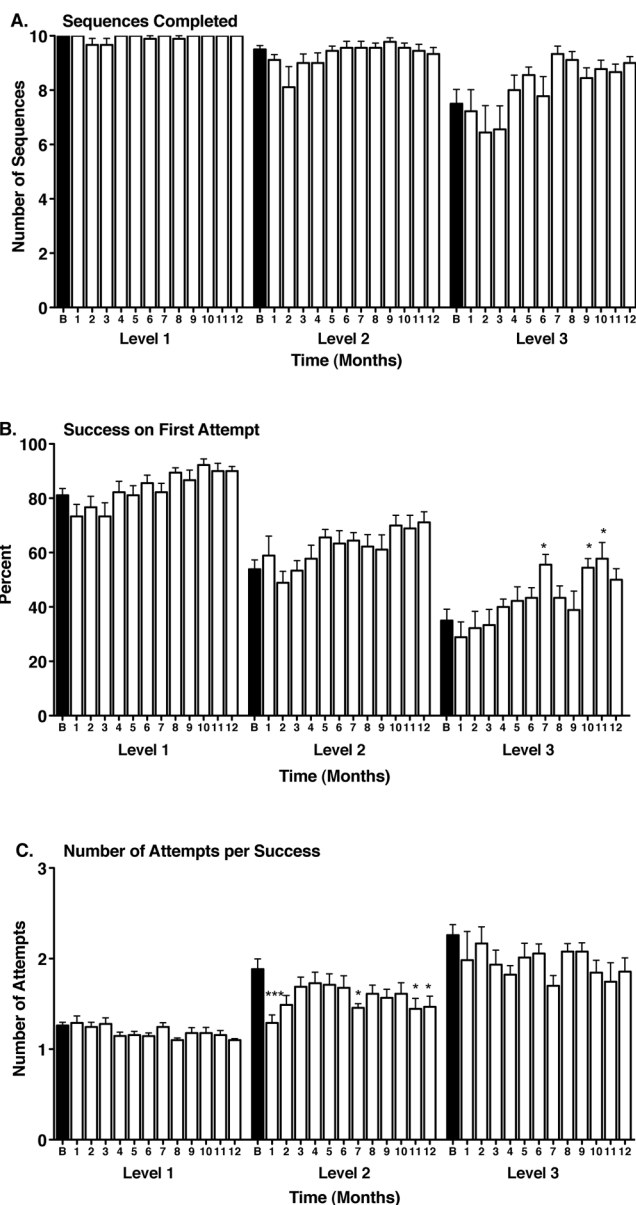 A. Sequences Completed
Number of Sequences
10
8
6
4
2
0
B 1 2 3 4 5 6 7 8 9 10 11 12 B 1 2 3 4 5 6 7 8 9 10 11 12 B 1 2 3 4 5 6 7 8 9 10 11 12
Level 1 Level 2 Level 3
Time (Months)
B. Success on First Attempt
Percent
100
80
60
40
20
0
* * *
B 1 2 3 4 5 6 7 8 9 10 11 12 B 1 2 3 4 5 6 7 8 9 10 11 12 B 1 2 3 4 5 6 7 8 9 10 11 12
Level 1 Level 2 Level 3
Time (Months)
C. Number of Attempts per Success
Number of Attempts
3
2
1
0
*** * * *
B 1 2 3 4 5 6 7 8 9 10 11 12 B 1 2 3 4 5 6 7 8 9 10 11 12 B 1 2 3 4 5 6 7 8 9 10 11 12
Level 1 Level 2 Level 3
Time (Months)